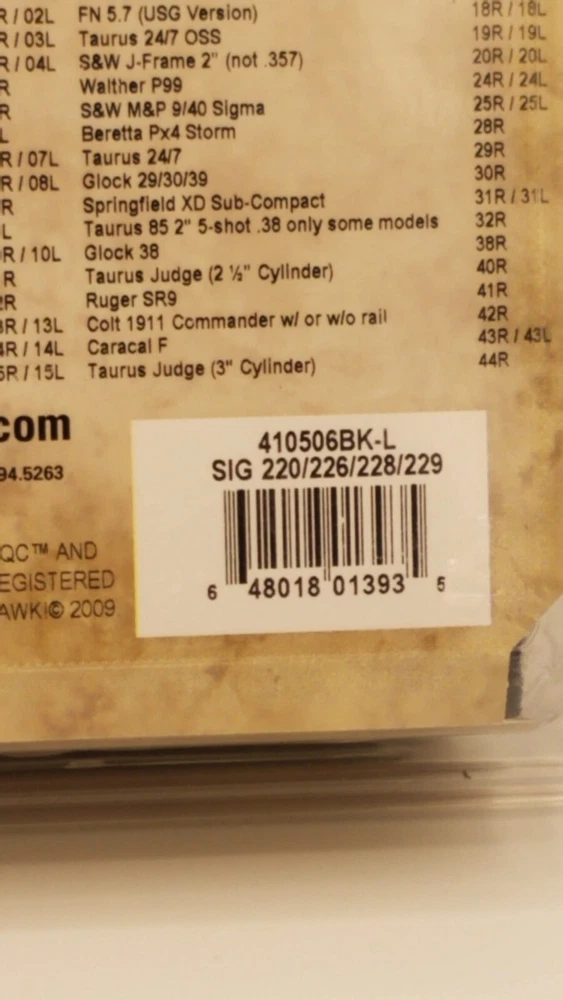 R / 02L FN 5.7 (USG Version) 18R / 18L
R / 03L Taurus 24/7 OSS 19R / 19L
R / 04L S&W J-Frame 2" (not .357) 20R / 20L
R Walther P99 24R / 24L
R S&W M&P 9/40 Sigma 25R / 25L
L Beretta Px4 Storm 28R
R / 07L Taurus 24/7 29R
R / 08L Glock 29/30/39 30R
R Springfield XD Sub-Compact 31R / 31L
L Taurus 85 2" 5-shot .38 only some models 32R
R / 10L Glock 38 38R
R Taurus Judge (2 ½" Cylinder) 40R
R Ruger SR9 41R
R / 13L Colt 1911 Commander w/ or w/o rail 42R
R / 14L Caracal F 43R / 43L
R / 15L Taurus Judge (3" Cylinder) 44R
com
94.5263
QC™ AND
EGISTERED
AWK© 2009
410506BK-L
SIG 220/226/228/229
6 48018 01393 5